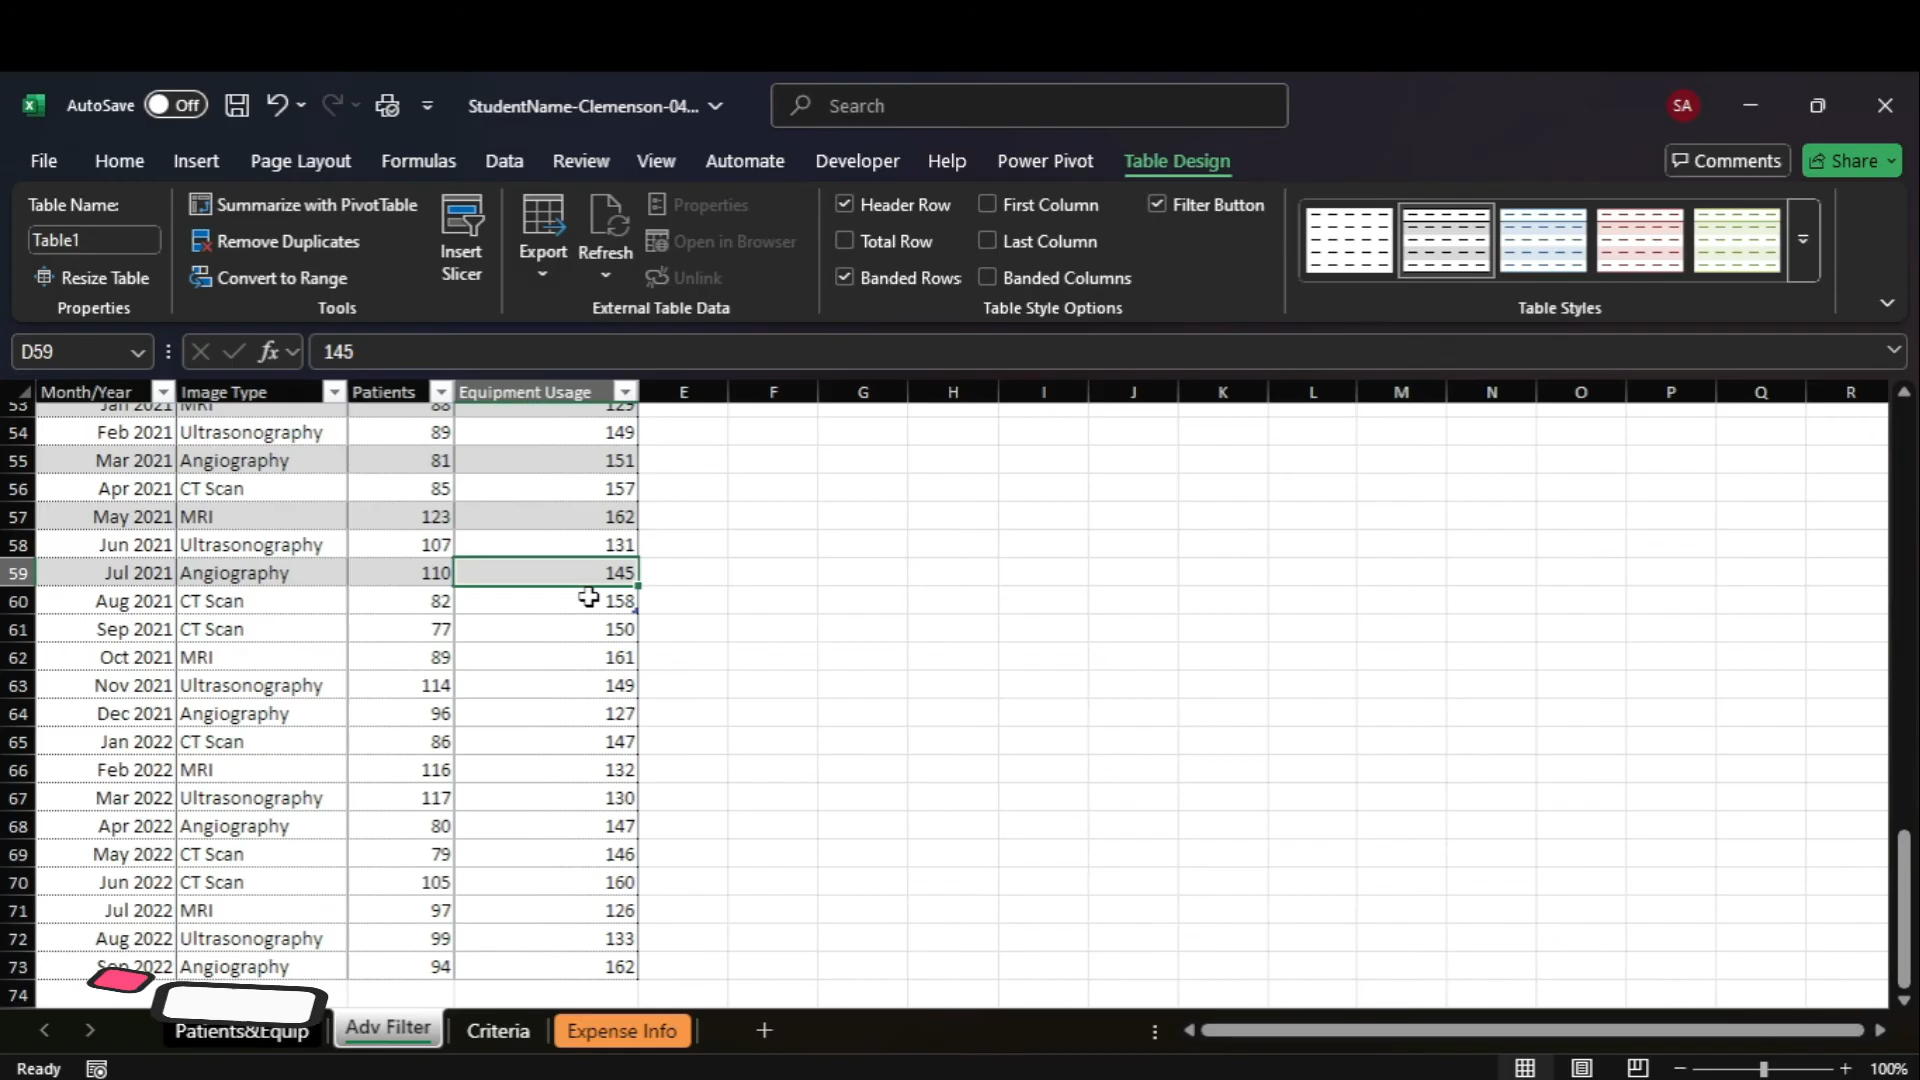 AutoSave Off StudentName-Clemenson-04... Search SA
File Home Insert Page Layout Formulas Data Review View Automate Developer Help Power Pivot Table Design Comments Share
Table Name: Summarize with PivotTable Properties Header Row First Column Filter Button
Table1 Remove Duplicates Insert Slicer Export Refresh Open in Browser Total Row Last Column
Resize Table Convert to Range Unlink Banded Rows Banded Columns
Properties Tools External Table Data Table Style Options Table Styles
D59 fx 145
Month/Year Image Type Patients Equipment Usage E F G H I J K L M N O P Q R
53 Jan 2021 MRI 88 129
54 Feb 2021 Ultrasonography 89 149
55 Mar 2021 Angiography 81 151
56 Apr 2021 CT Scan 85 157
57 May 2021 MRI 123 162
58 Jun 2021 Ultrasonography 107 131
59 Jul 2021 Angiography 110 145
60 Aug 2021 CT Scan 82 158
61 Sep 2021 CT Scan 77 150
62 Oct 2021 MRI 89 161
63 Nov 2021 Ultrasonography 114 149
64 Dec 2021 Angiography 96 127
65 Jan 2022 CT Scan 86 147
66 Feb 2022 MRI 116 132
67 Mar 2022 Ultrasonography 117 130
68 Apr 2022 Angiography 80 147
69 May 2022 CT Scan 79 146
70 Jun 2022 CT Scan 105 160
71 Jul 2022 MRI 97 126
72 Aug 2022 Ultrasonography 99 133
73 Sep 2022 Angiography 94 162
74
Patients&Equip Adv Filter Criteria Expense Info
Ready 100%